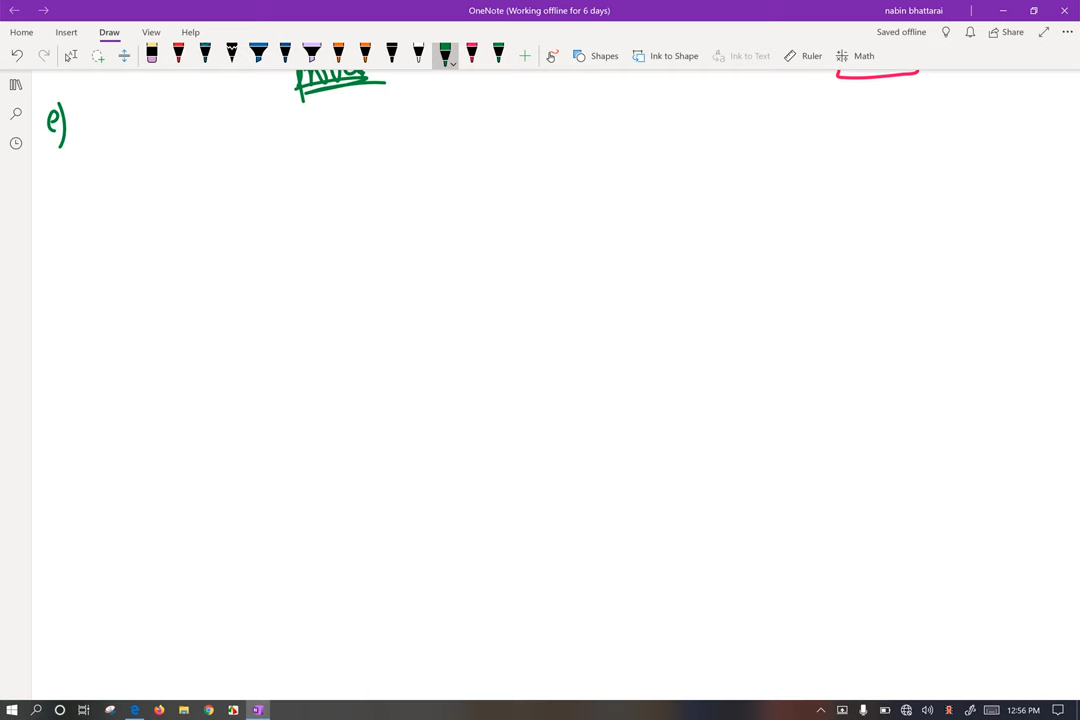 OneNote (Working offline for 6 days)
nabin bhattarai
Home Insert Draw View Help
Saved offline
Share
Shapes
Ink to Shape
Ink to Text
Ruler
Math
e)
12:56 PM